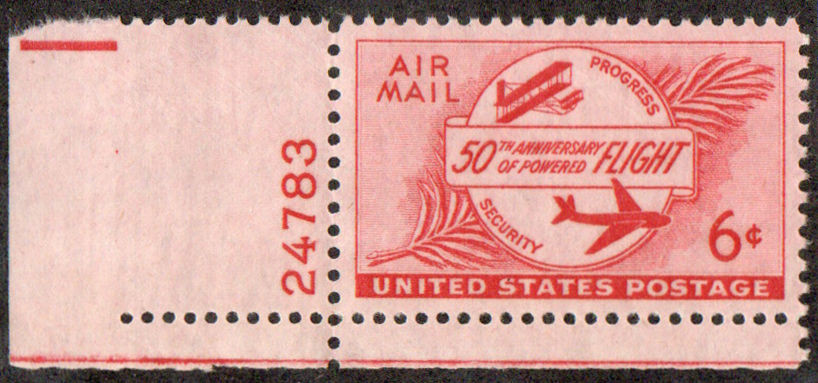 AIR
MAIL
PROGRESS
50TH ANNIVERSARY
OF POWERED FLIGHT
SECURITY
6¢
UNITED STATES POSTAGE
24783